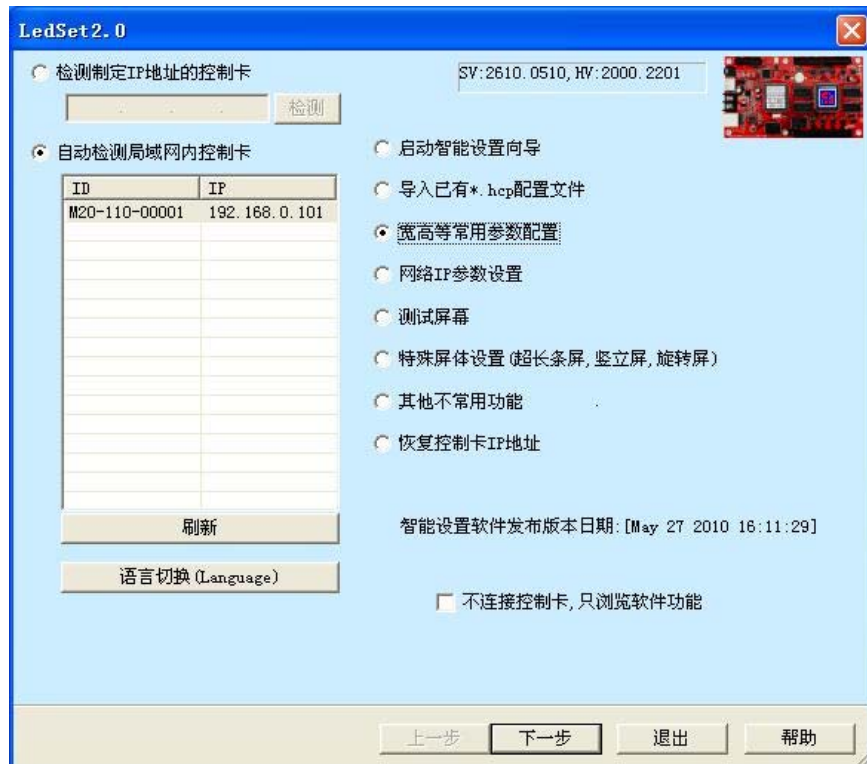 LedSet2.0
检测制定IP地址的控制卡
SV:2610.0510, HV:2000.2201
检测
自动检测局域网内控制卡
ID IP
M20-110-00001 192.168.0.101
刷新
语言切换(Language)
启动智能设置向导
导入已有*.hcp配置文件
宽高等常用参数配置
网络IP参数设置
测试屏幕
特殊屏体设置(超长条屏,竖立屏,旋转屏)
其他不常用功能
恢复控制卡IP地址
智能设置软件发布版本日期:[May 27 2010 16:11:29]
不连接控制卡,只浏览软件功能
上一步 下一步 退出 帮助